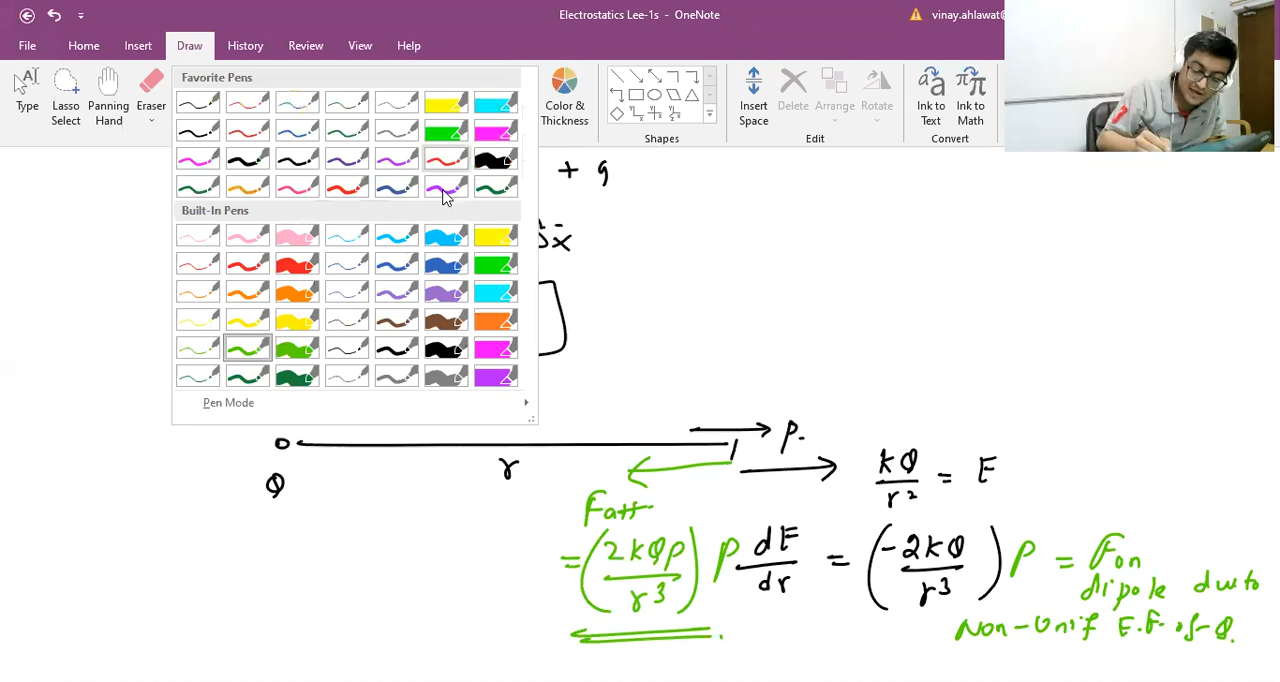 Electrostatics Lee-1s - OneNote
vinay.ahlawat@
File Home Insert Draw History Review View Help
Type
Lasso Select
Panning Hand
Eraser
Favorite Pens
Built-In Pens
Pen Mode
Color & Thickness
Shapes
Insert Space
Delete
Arrange
Rotate
Edit
Ink to Text
Ink to Math
Convert
+ q
x
P.
Q
r
kQ/r² = E
Fatt.
= (2kQP/r³) P dE/dr = (-2kQ/r³) P = Fon
dipole due to
Non-Unif E.F. of Q.